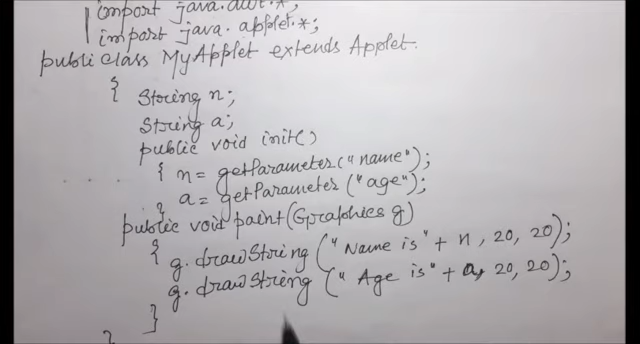 import java.awt.*;
import java.applet.*;
public class MyApplet extends Applet.
{ String n;
String a;
public void init()
{ n = getParameter("name");
a = getParameter("age");
}
public void paint(Graphics g)
{ g.drawString("Name is" + n, 20, 20);
g.drawString("Age is" + a, 20, 20);
}
}